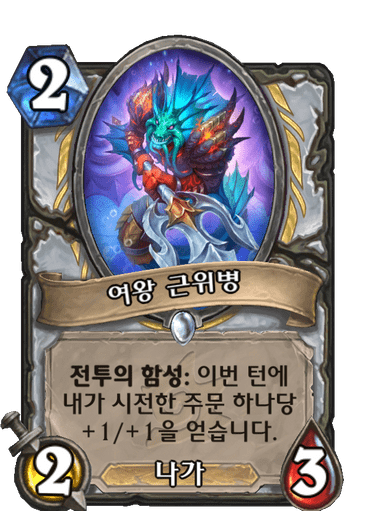 2
여왕 근위병
전투의 함성: 이번 턴에
내가 시전한 주문 하나당
+1/+1을 얻습니다.
2
나가
3